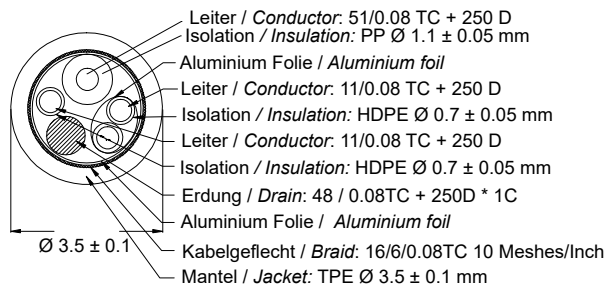 Leiter / Conductor: 51/0.08 TC + 250 D
Isolation / Insulation: PP Ø 1.1 ± 0.05 mm
Aluminium Folie / Aluminium foil
Leiter / Conductor: 11/0.08 TC + 250 D
Isolation / Insulation: HDPE Ø 0.7 ± 0.05 mm
Leiter / Conductor: 11/0.08 TC + 250 D
Isolation / Insulation: HDPE Ø 0.7 ± 0.05 mm
Erdung / Drain: 48 / 0.08TC + 250D * 1C
Aluminium Folie / Aluminium foil
Ø 3.5 ± 0.1
Kabelgeflecht / Braid: 16/6/0.08TC 10 Meshes/Inch
Mantel / Jacket: TPE Ø 3.5 ± 0.1 mm